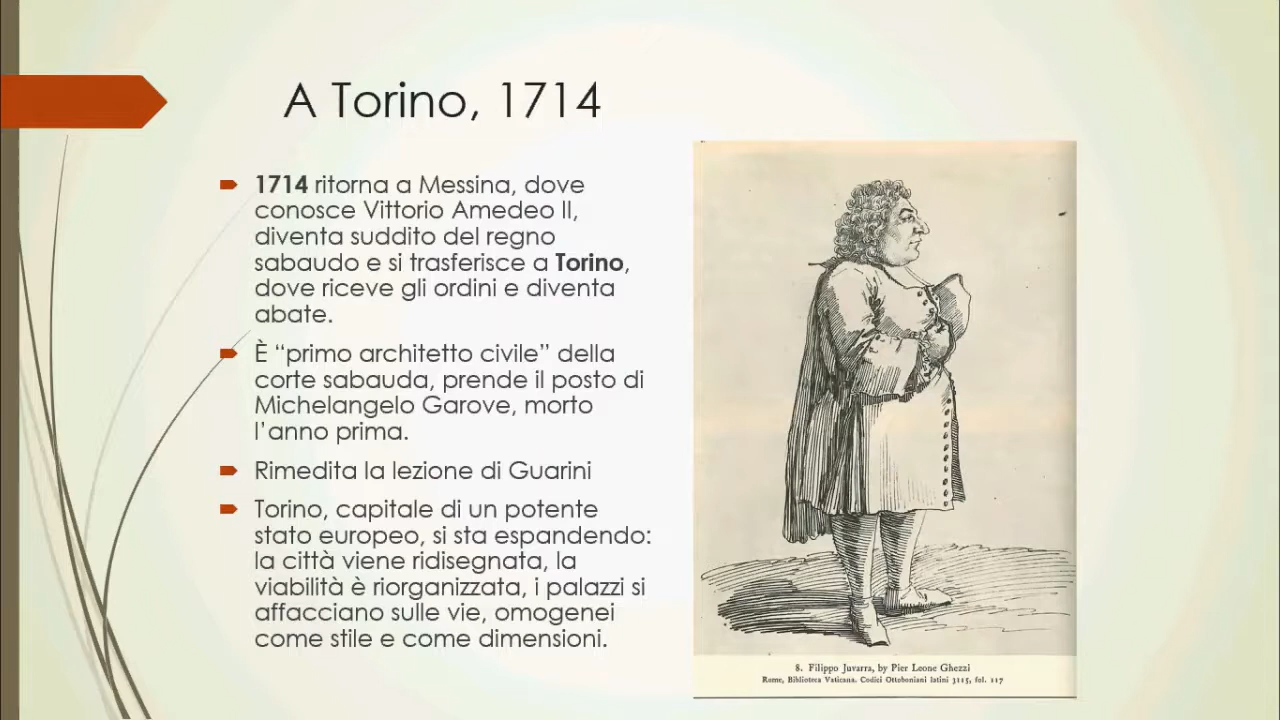 A Torino, 1714
1714 ritorna a Messina, dove
conosce Vittorio Amedeo II,
diventa suddito del regno
sabaudo e si trasferisce a Torino,
dove riceve gli ordini e diventa
abate.
È “primo architetto civile” della
corte sabauda, prende il posto di
Michelangelo Garove, morto
l’anno prima.
Rimedita la lezione di Guarini
Torino, capitale di un potente
stato europeo, si sta espandendo:
la città viene ridisegnata, la
viabilità è riorganizzata, i palazzi si
affacciano sulle vie, omogenei
come stile e come dimensioni.
8. Filippo Juvarra, by Pier Leone Ghezzi
Rome, Biblioteca Vaticana. Codici Ottoboniani latini 3115, fol. 117